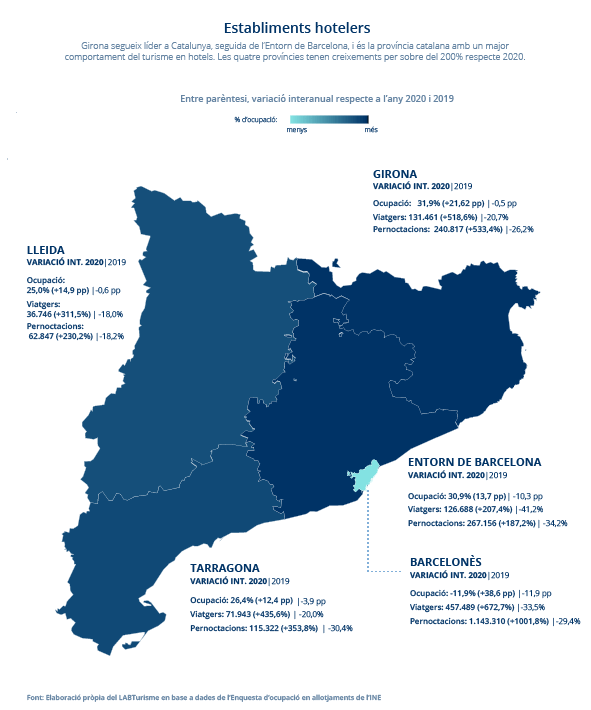 Establiments hotelers
Girona segueix líder a Catalunya, seguida de l'Entorn de Barcelona, i és la província catalana amb un major
comportament del turisme en hotels. Les quatre províncies tenen creixements per sobre del 200% respecte 2020.
Entre parèntesi, variació interanual respecte a l'any 2020 i 2019
% d'ocupació:
menys
més
GIRONA
VARIACIÓ INT. 2020|2019
Ocupació: 31,9% (+21,62 pp) |-0,5 pp
Viatgers: 131.461 (+518,6%) |-20,7%
Pernoctacions: 240.817 (+533,4%) |-26,2%
LLEIDA
VARIACIÓ INT. 2020|2019
Ocupació:
25,0% (+14,9 pp) |-0,6 pp
Viatgers:
36.746 (+311,5%) |-18,0%
Pernoctacions:
62.847 (+230,2%) |-18,2%
ENTORN DE BARCELONA
VARIACIÓ INT. 2020|2019
Ocupació: 30,9% (13,7 pp) |-10,3 pp
Viatgers: 126.688 (+207,4%) |-41,2%
Pernoctacions: 267.156 (+187,2%) |-34,2%
TARRAGONA
VARIACIÓ INT. 2020|2019
Ocupació: 26,4% (+12,4 pp) |-3,9 pp
Viatgers: 71.943 (+435,6%) |-20,0%
Pernoctacions: 115.322 (+353,8%) |-30,4%
BARCELONÈS
VARIACIÓ INT. 2020|2019
Ocupació: -11,9% (+38,6 pp) |-11,9 pp
Viatgers: 457.489 (+672,7%) |-33,5%
Pernoctacions: 1.143.310 (+1001,8%) |-29,4%
Font: Elaboració pròpia del LABTurisme en base a dades de l'Enquesta d'ocupació en allotjaments de l'INE